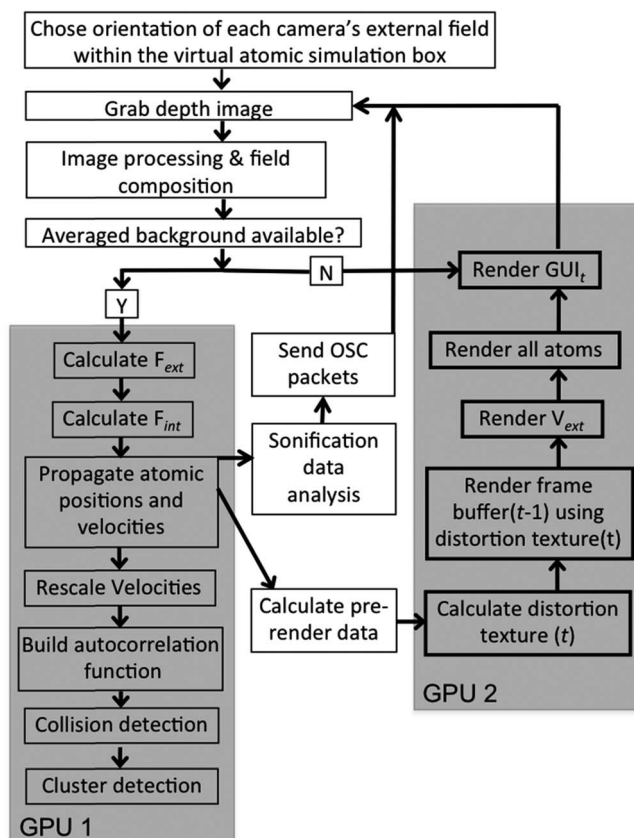 Chose orientation of each camera's external field
within the virtual atomic simulation box
Grab depth image
Image processing & field
composition
Averaged background available?
N
Y
Calculate Fext
Calculate Fint
Propagate atomic
positions and
velocities
Rescale Velocities
Build autocorrelation
function
Collision detection
Cluster detection
GPU 1
Send OSC
packets
Sonification
data
analysis
Calculate pre-
render data
Render GUIt
Render all atoms
Render Vext
Render frame
buffer(t-1) using
distortion texture(t)
Calculate distortion
texture (t)
GPU 2